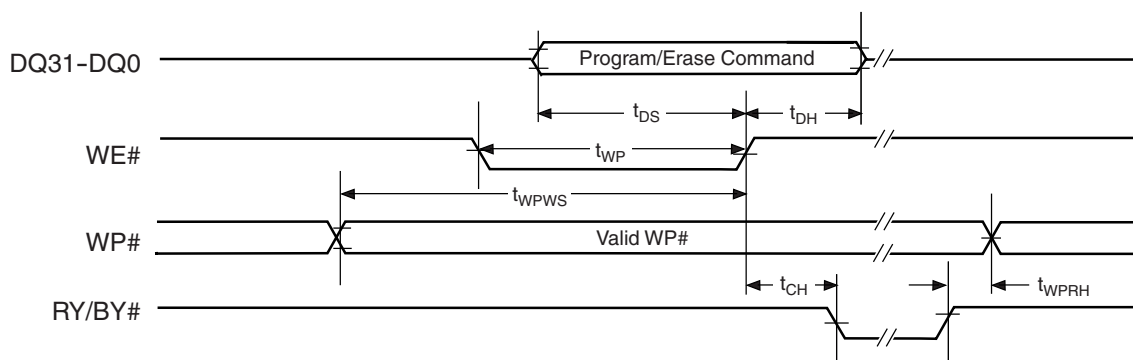 DQ31-DQ0
Program/Erase Command
tDS
tDH
WE#
tWP
tWPWS
WP#
Valid WP#
tCH
tWPRH
RY/BY#